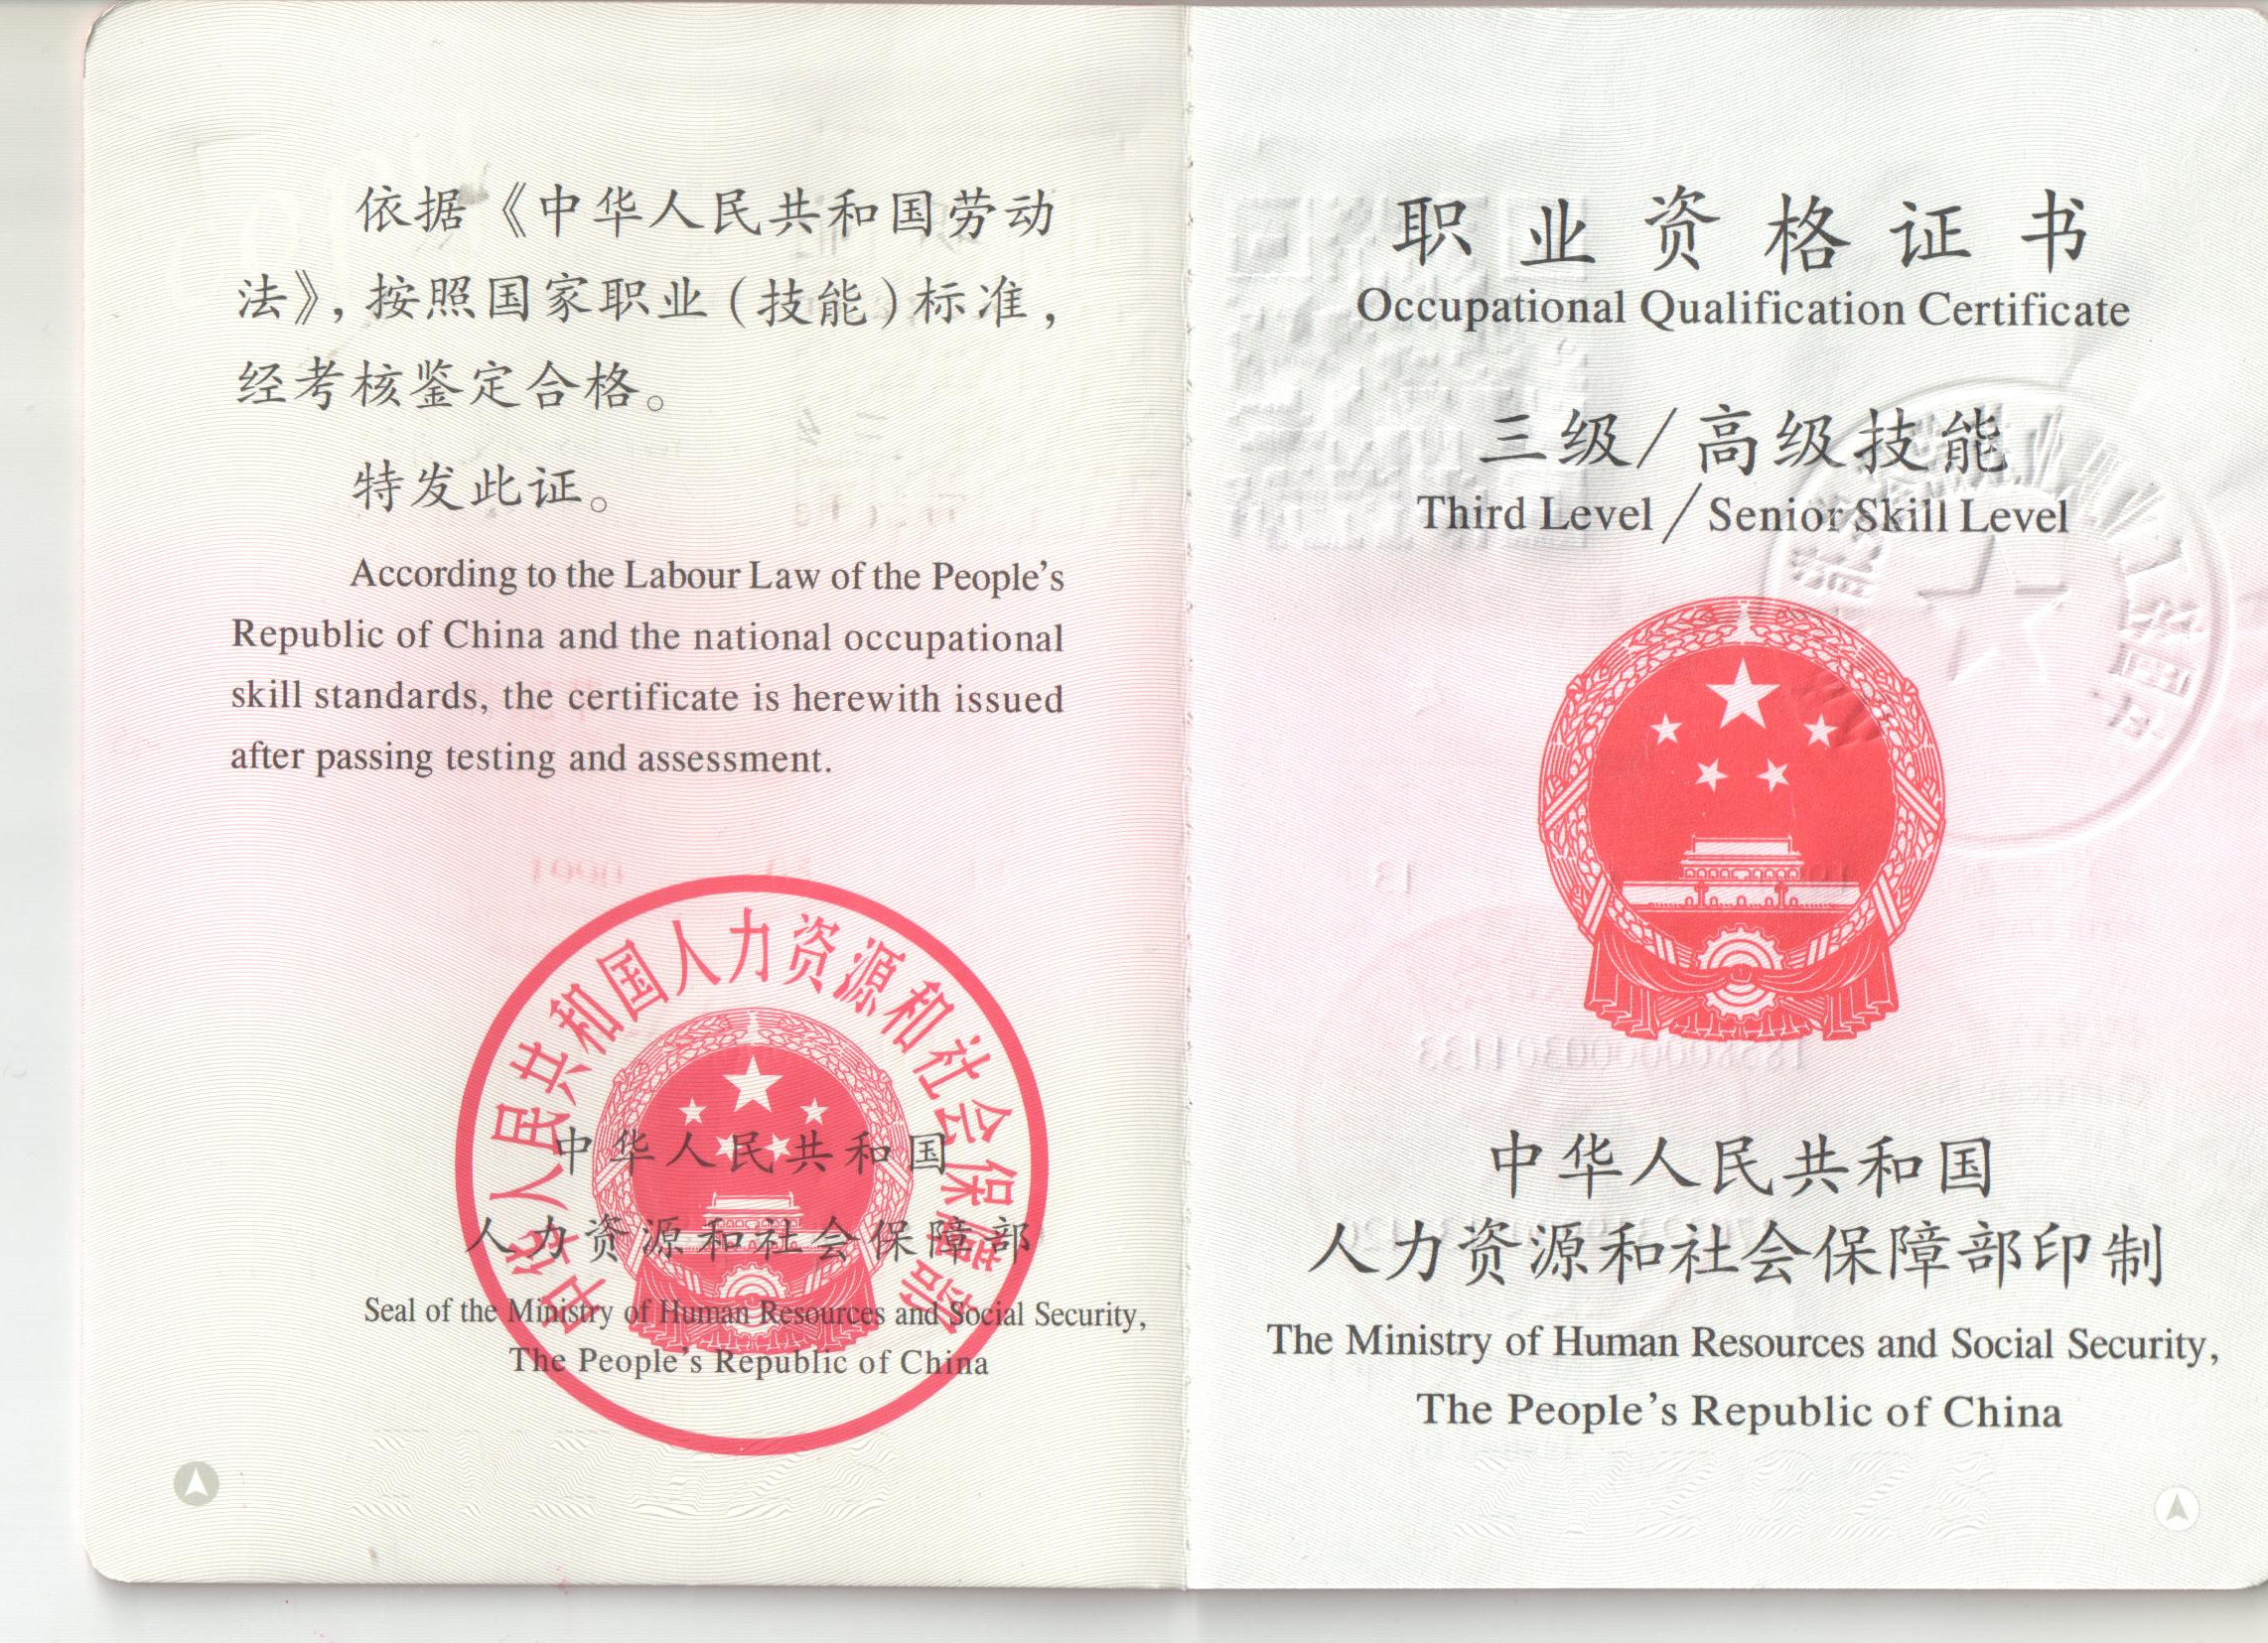 依据《中华人民共和国劳动
法》，按照国家职业（技能）标准，
经考核鉴定合格。
特发此证。
According to the Labour Law of the People's
Republic of China and the national occupational
skill standards, the certificate is herewith issued
after passing testing and assessment.
中华人民共和国人力资源和社会保障部
中华人民共和国
人力资源和社会保障部
Seal of the Ministry of Human Resources and Social Security,
The People's Republic of China
职业资格证书
Occupational Qualification Certificate
三级/高级技能
Third Level/Senior Skill Level
中华人民共和国
人力资源和社会保障部印制
The Ministry of Human Resources and Social Security,
The People's Republic of China